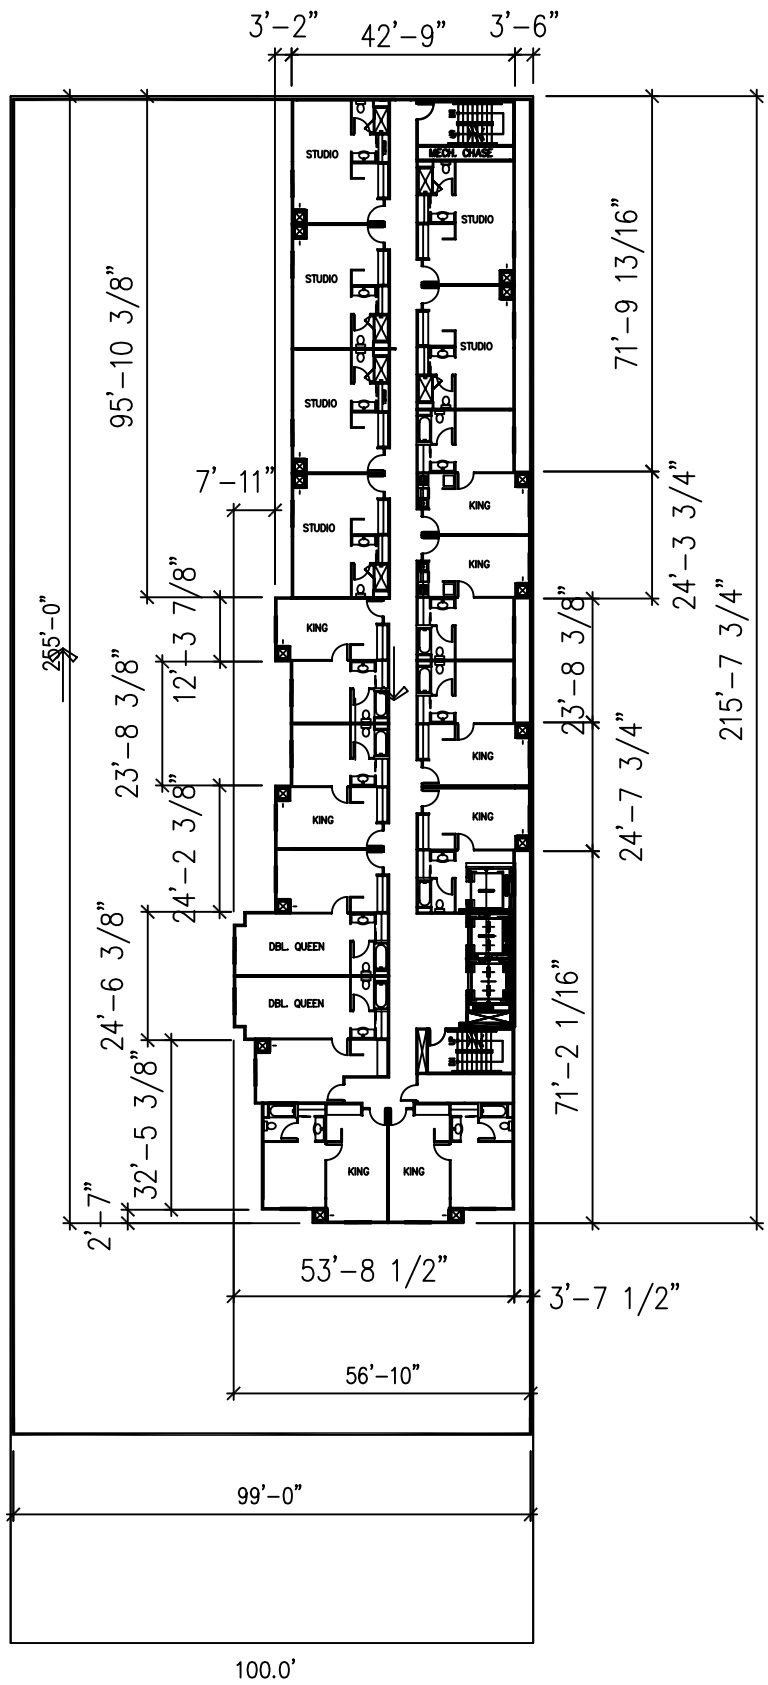 3'-2"
42'-9"
3'-6"
STUDIO
MECH. CHASE
STUDIO
71'-9 13/16"
95'-10 3/8"
STUDIO
STUDIO
STUDIO
7'-11"
KING
24'-3 3/4"
STUDIO
KING
255'-0"
12'-3 7/8"
KING
23'-8 3/8"
215'-7 3/4"
23'-8 3/8"
KING
24'-7 3/4"
24'-2 3/8"
KING
KING
24'-6 3/8"
DBL. QUEEN
DBL. QUEEN
71'-2 1/16"
UP
DN
32'-5 3/8"
KING
KING
2'-7"
53'-8 1/2"
3'-7 1/2"
56'-10"
99'-0"
100.0'